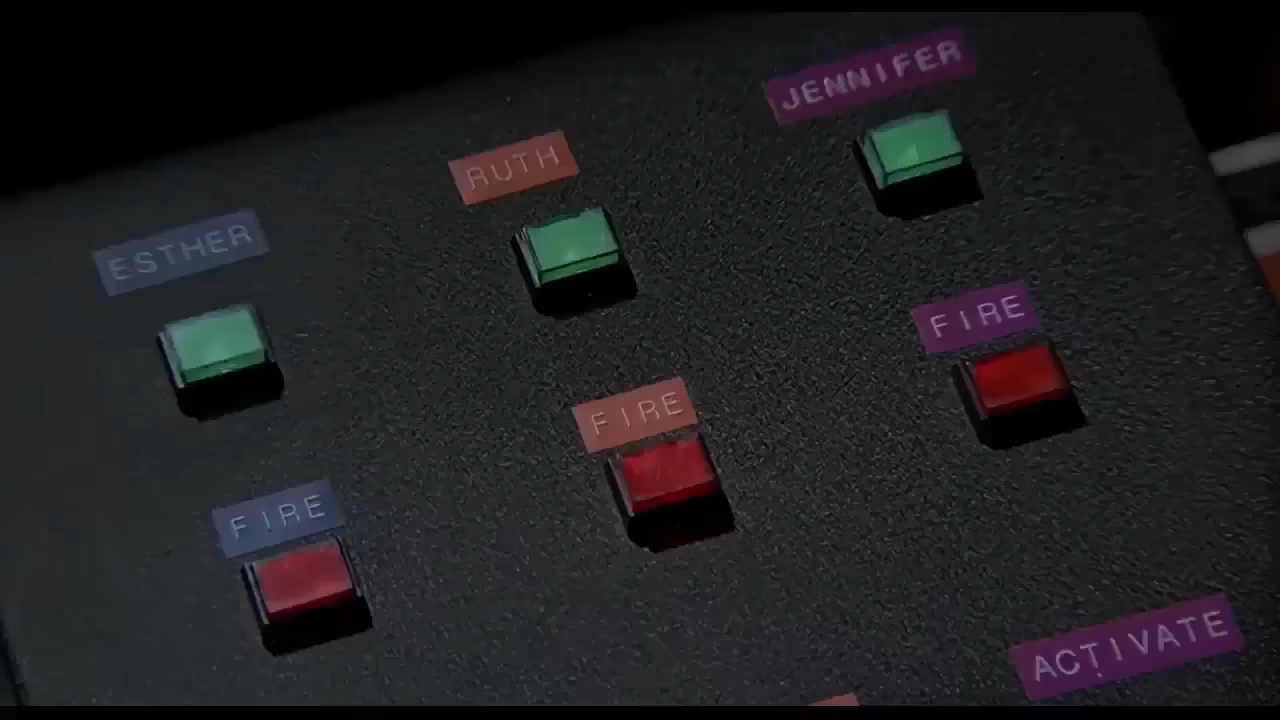 ESTHER
RUTH
JENNIFER
FIRE
FIRE
FIRE
ACTIVATE